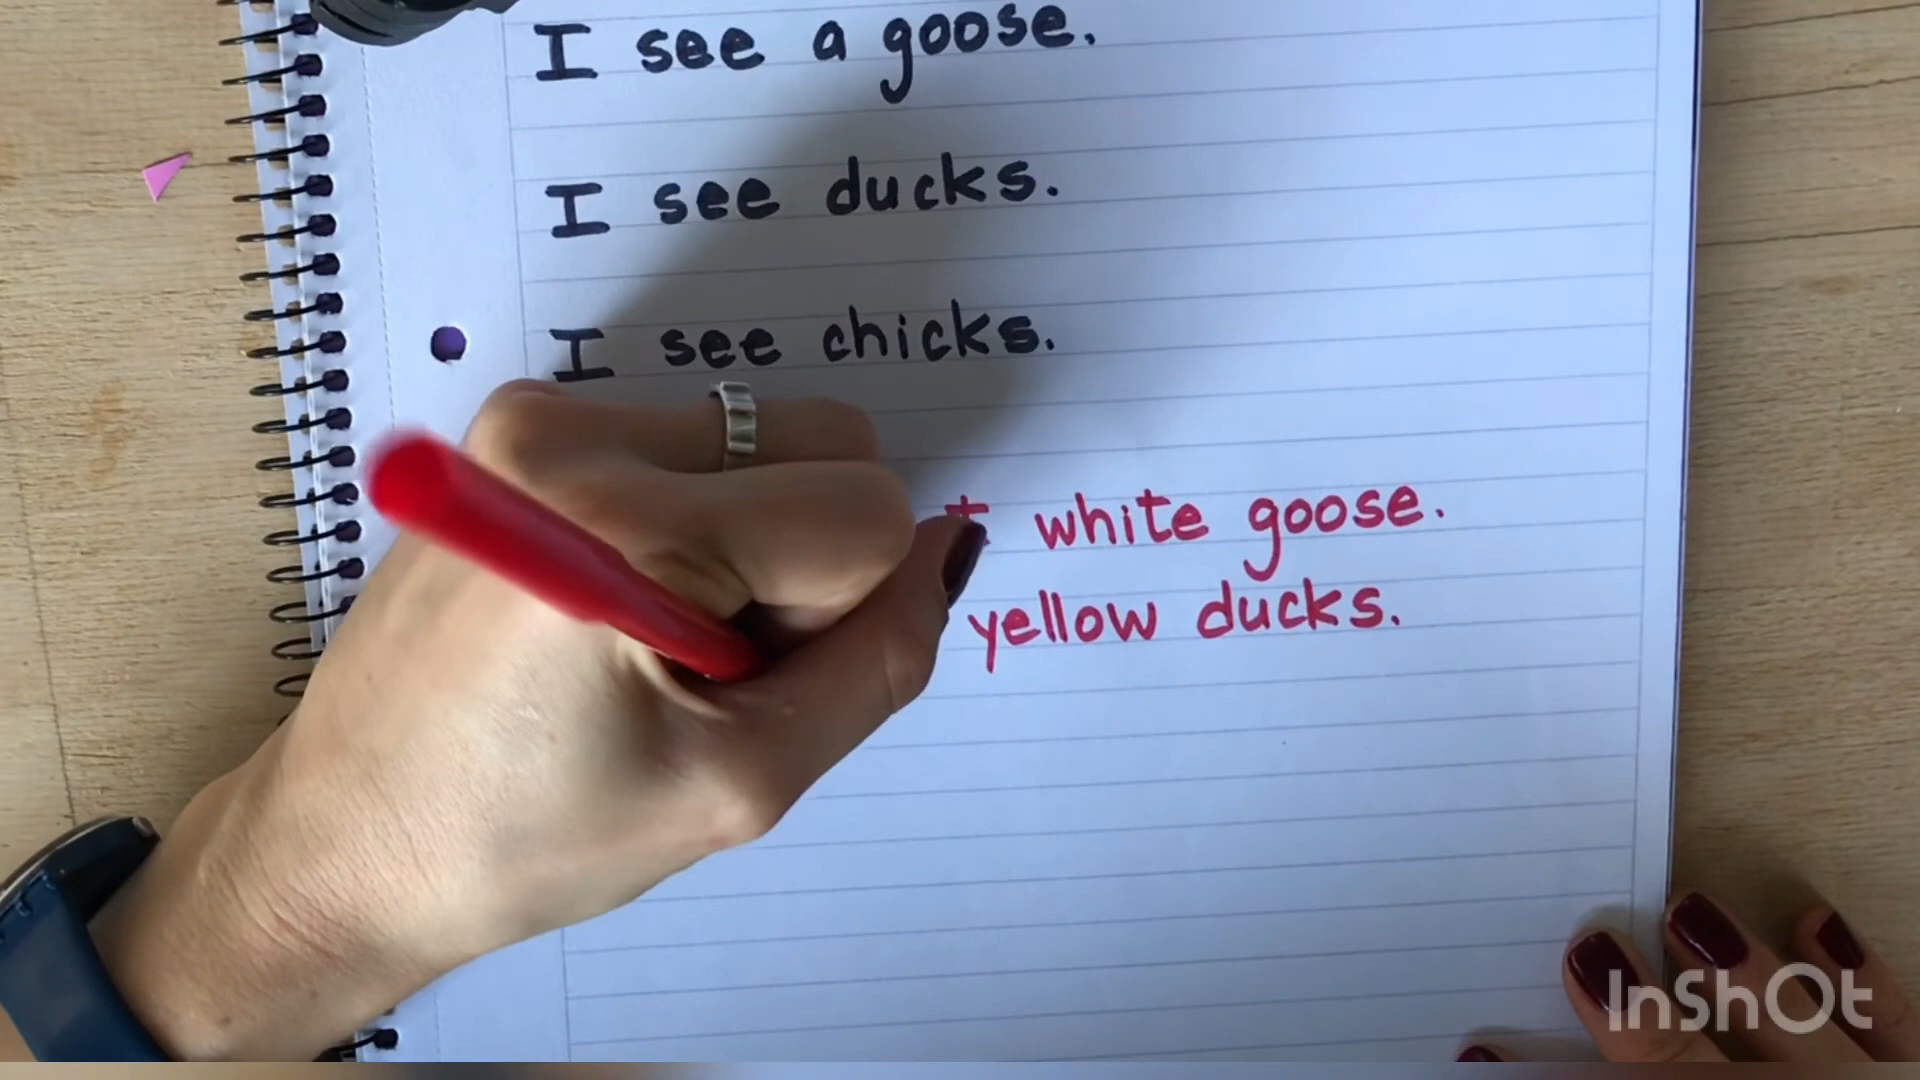 I see a goose.
I see ducks.
I see chicks.
white goose.
yellow ducks.
InShOt